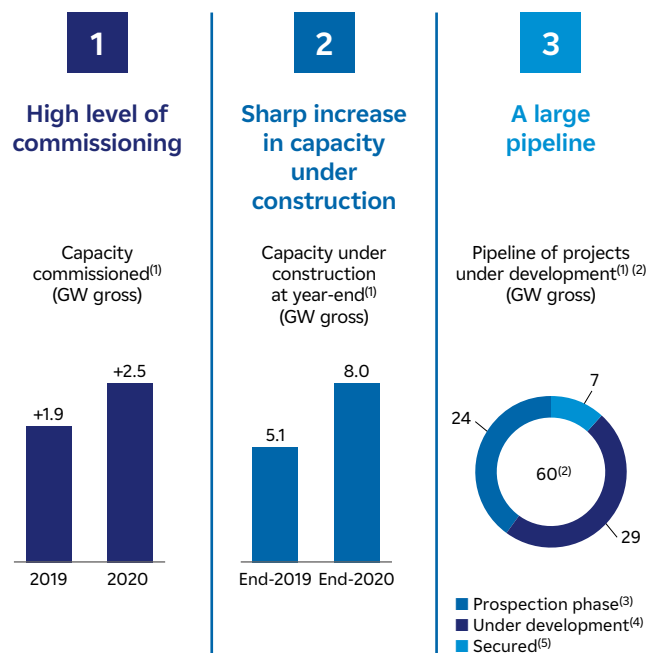 1
High level of
commissioning
Capacity
commissioned(1)
(GW gross)
+1.9
+2.5
2019
2020
2
Sharp increase
in capacity
under
construction
Capacity under
construction
at year-end(1)
(GW gross)
5.1
8.0
End-2019
End-2020
3
A large
pipeline
Pipeline of projects
under development(1) (2)
(GW gross)
7
24
60(2)
29
Prospection phase(3)
Under development(4)
Secured(5)